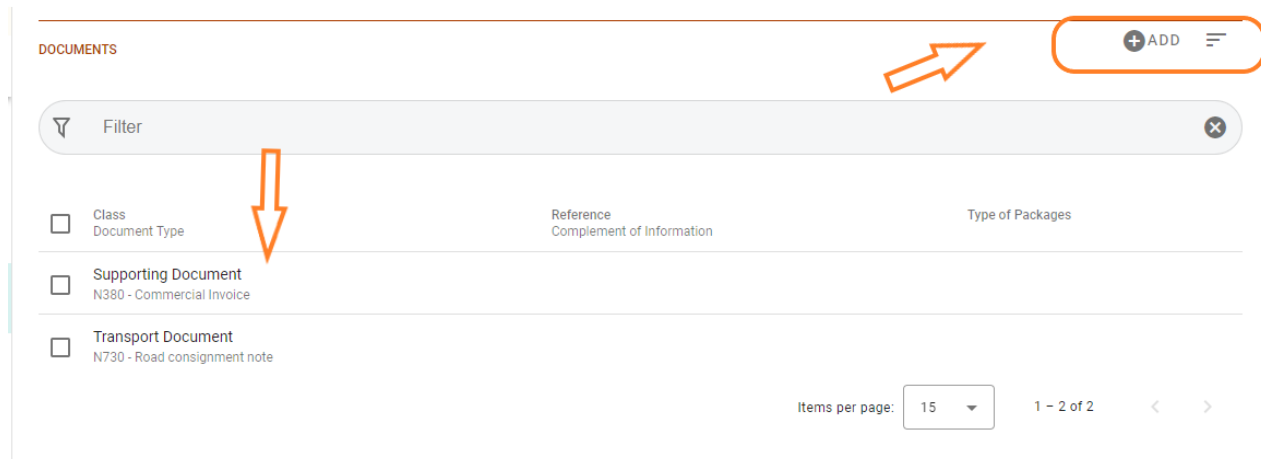 DOCUMENTS
ADD
Filter
Class
Document Type
Reference
Complement of Information
Type of Packages
Supporting Document
N380 - Commercial Invoice
Transport Document
N730 - Road consignment note
Items per page: 15 1 – 2 of 2